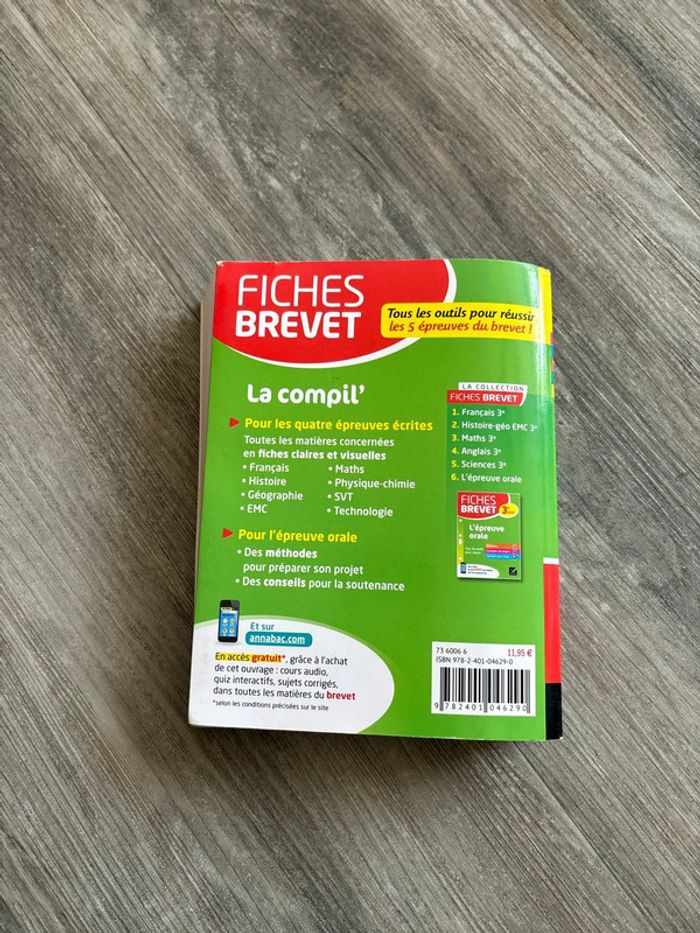 FICHES
BREVET
Tous les outils pour réussir
les 5 épreuves du brevet !
La compil'
Pour les quatre épreuves écrites
Toutes les matières concernées
en fiches claires et visuelles
• Français
• Histoire
• Géographie
• EMC
• Maths
• Physique-chimie
• SVT
• Technologie
Pour l'épreuve orale
• Des méthodes
pour préparer son projet
• Des conseils pour la soutenance
LA COLLECTION
FICHES BREVET
1. Français 3e
2. Histoire-géo EMC 3e
3. Maths 3e
4. Anglais 3e
5. Sciences 3e
6. L'épreuve orale
FICHES
BREVET
3e
L'épreuve
orale
Et sur
annabac.com
En accès gratuit*, grâce à l'achat
de cet ouvrage : cours audio,
quiz interactifs, sujets corrigés,
dans toutes les matières du brevet
*selon les conditions précisées sur le site
73 6006 6
11,95 €
ISBN 978-2-401-04629-0
9 782401 046290